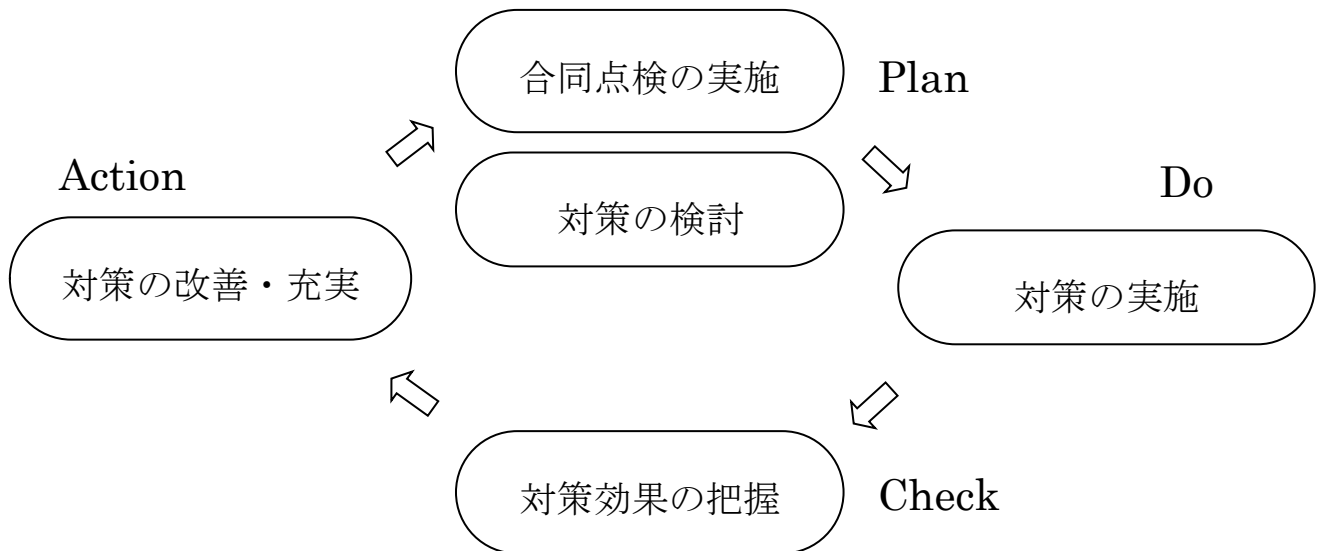 合同点検の実施
Plan
対策の検討
Action
Do
対策の改善・充実
対策の実施
対策効果の把握
Check